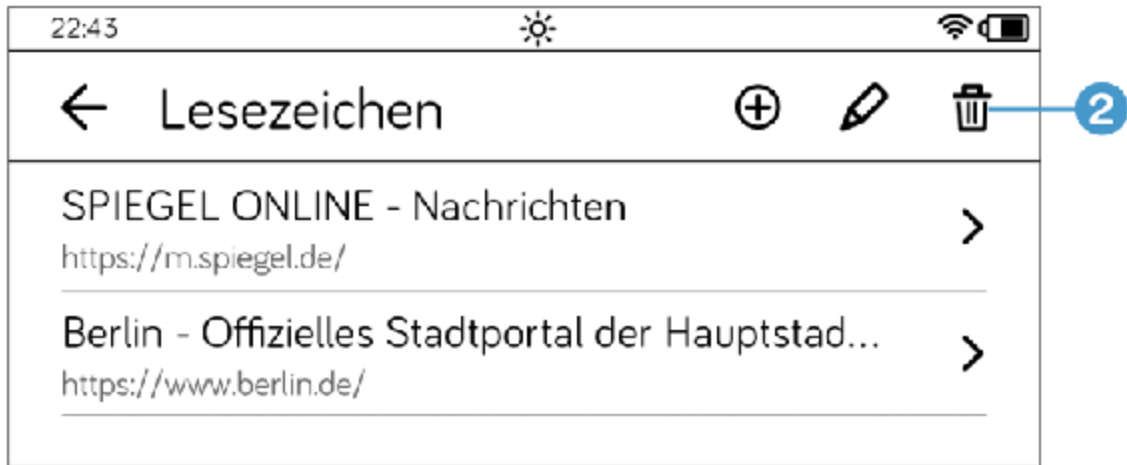 22:43
Lesezeichen
2
SPIEGEL ONLINE - Nachrichten
https://m.spiegel.de/
Berlin - Offizielles Stadtportal der Hauptstad...
https://www.berlin.de/